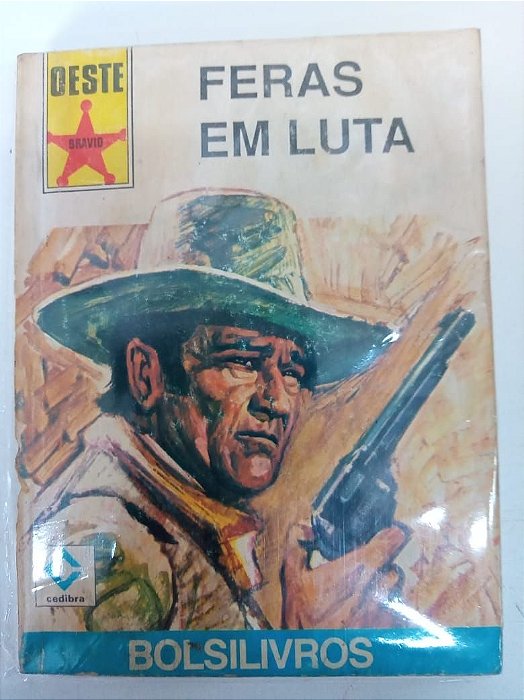 OESTE
BRAVIO
FERAS
EM LUTA
cedibra
BOLSILIVROS